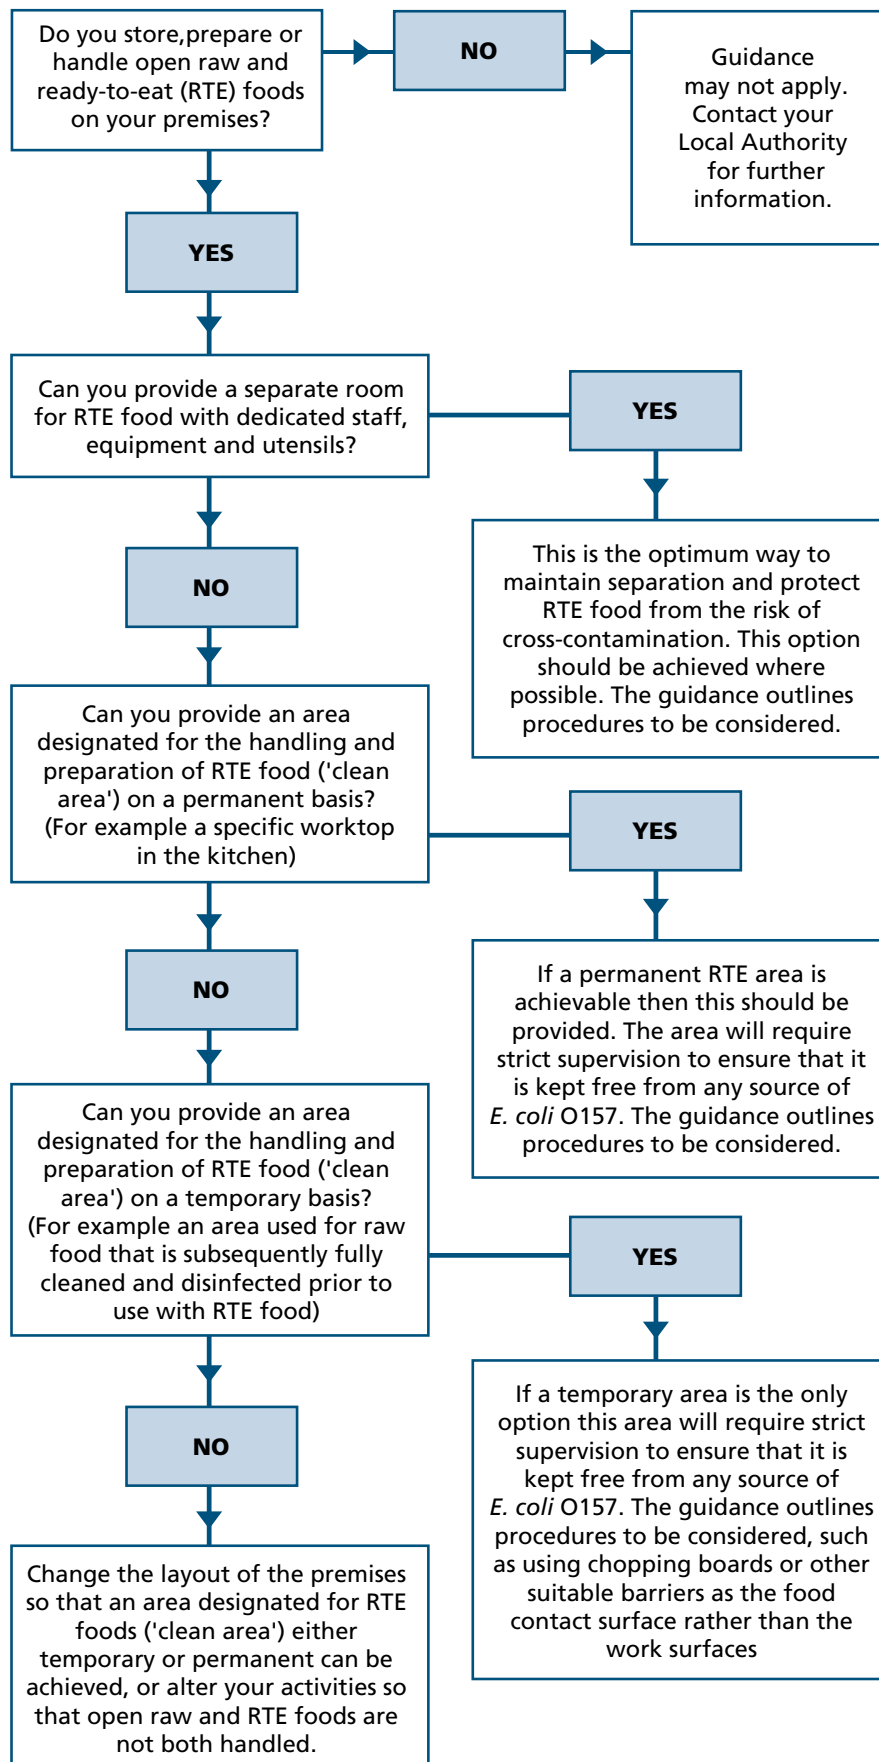 Do you store,prepare or
handle open raw and
ready-to-eat (RTE) foods
on your premises?
NO
Guidance
may not apply.
Contact your
Local Authority
for further
information.
YES
Can you provide a separate room
for RTE food with dedicated staff,
equipment and utensils?
YES
This is the optimum way to
maintain separation and protect
RTE food from the risk of
cross-contamination. This option
should be achieved where
possible. The guidance outlines
procedures to be considered.
NO
Can you provide an area
designated for the handling and
preparation of RTE food ('clean
area') on a permanent basis?
(For example a specific worktop
in the kitchen)
YES
If a permanent RTE area is
achievable then this should be
provided. The area will require
strict supervision to ensure that it
is kept free from any source of
E. coli O157. The guidance outlines
procedures to be considered.
NO
Can you provide an area
designated for the handling and
preparation of RTE food ('clean
area') on a temporary basis?
(For example an area used for raw
food that is subsequently fully
cleaned and disinfected prior to
use with RTE food)
YES
If a temporary area is the only
option this area will require strict
supervision to ensure that it is
kept free from any source of
E. coli O157. The guidance outlines
procedures to be considered, such
as using chopping boards or other
suitable barriers as the food
contact surface rather than the
work surfaces
NO
Change the layout of the premises
so that an area designated for RTE
foods ('clean area') either
temporary or permanent can be
achieved, or alter your activities so
that open raw and RTE foods are
not both handled.